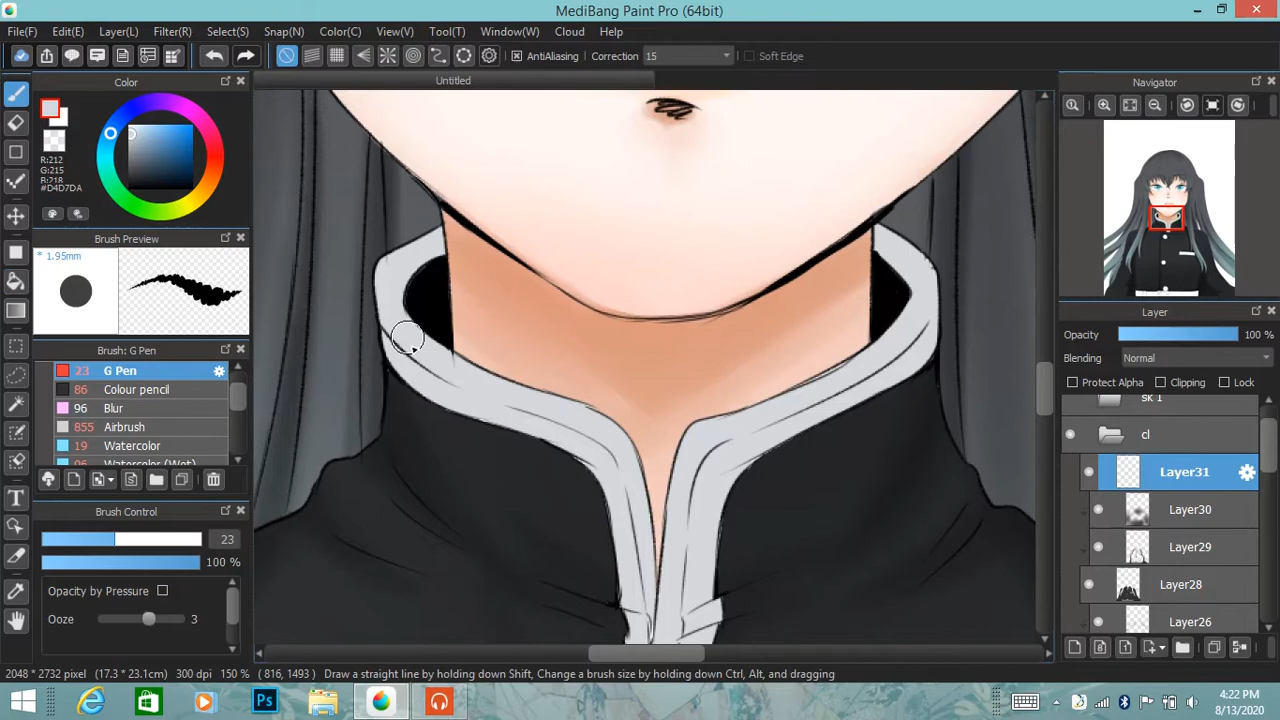 MediBang Paint Pro (64bit)
File(F) Edit(E) Layer(L) Filter(R) Select(S) Snap(N) Color(C) View(V) Tool(T) Window(W) Cloud Help
AntiAliasing Correction 15 Soft Edge
Untitled
Color
R:212
G:215
B:218
#D4D7DA
Brush Preview
* 1.95mm
Brush: G Pen
23 G Pen
86 Colour pencil
96 Blur
855 Airbrush
19 Watercolor
96 Watercolor (Wet)
Brush Control
23
100 %
Opacity by Pressure
Ooze 3
Navigator
Layer
Opacity 100 %
Blending Normal
Protect Alpha Clipping Lock
sk 1
cl
Layer31
Layer30
Layer29
Layer28
Layer26
2048 * 2732 pixel (17.3 * 23.1cm) 300 dpi 150 % ( 816, 1493 ) Draw a straight line by holding down Shift, Change a brush size by holding down Ctrl, Alt, and dragging
Ps
4:22 PM
8/13/2020